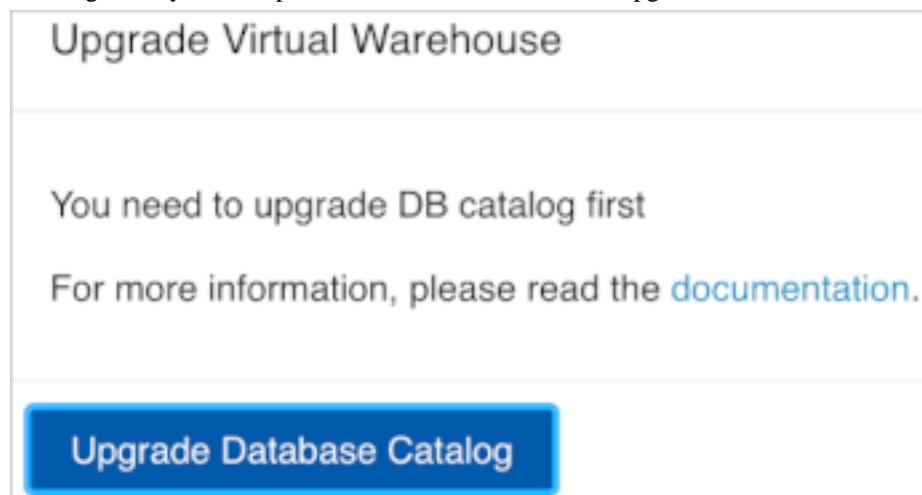 Upgrade Virtual Warehouse
You need to upgrade DB catalog first
For more information, please read the documentation.
Upgrade Database Catalog